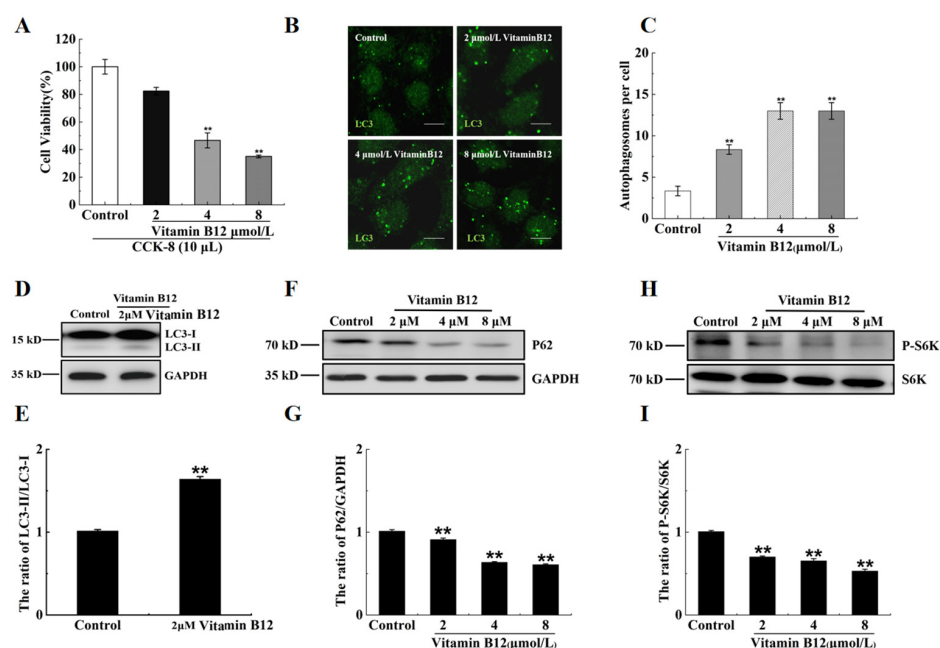 A
Cell Viability(%)
120
100
80
60
40
20
0
Control
2
4
8
**
**
Vitamin B12 μmol/L
CCK-8 (10 μL)
B
Control
2 μmol/L VitaminB12
LC3
LC3
4 μmol/L VitaminB12
8 μmol/L VitaminB12
LG3
LC3
C
Autophagosomes per cell
20
15
10
5
0
**
**
**
Control
2
4
8
Vitamin B12(μmol/L)
D
Vitamin B12
Control
2μM Vitamin B12
15 kD
LC3-I
LC3-II
35 kD
GAPDH
F
Vitamin B12
Control
2 μM
4 μM
8 μM
70 kD
P62
35 kD
GAPDH
H
Vitamin B12
Control
2 μM
4 μM
8 μM
70 kD
P-S6K
70 kD
S6K
E
The ratio of LC3-II/LC3-I
2
1
0
**
Control
2μM Vitamin B12
G
The ratio of P62/GAPDH
2
1
0
**
**
**
Control
2
4
8
Vitamin B12(μmol/L)
I
The ratio of P-S6K/S6K
2
1
0
**
**
**
Control
2
4
8
Vitamin B12(μmol/L)